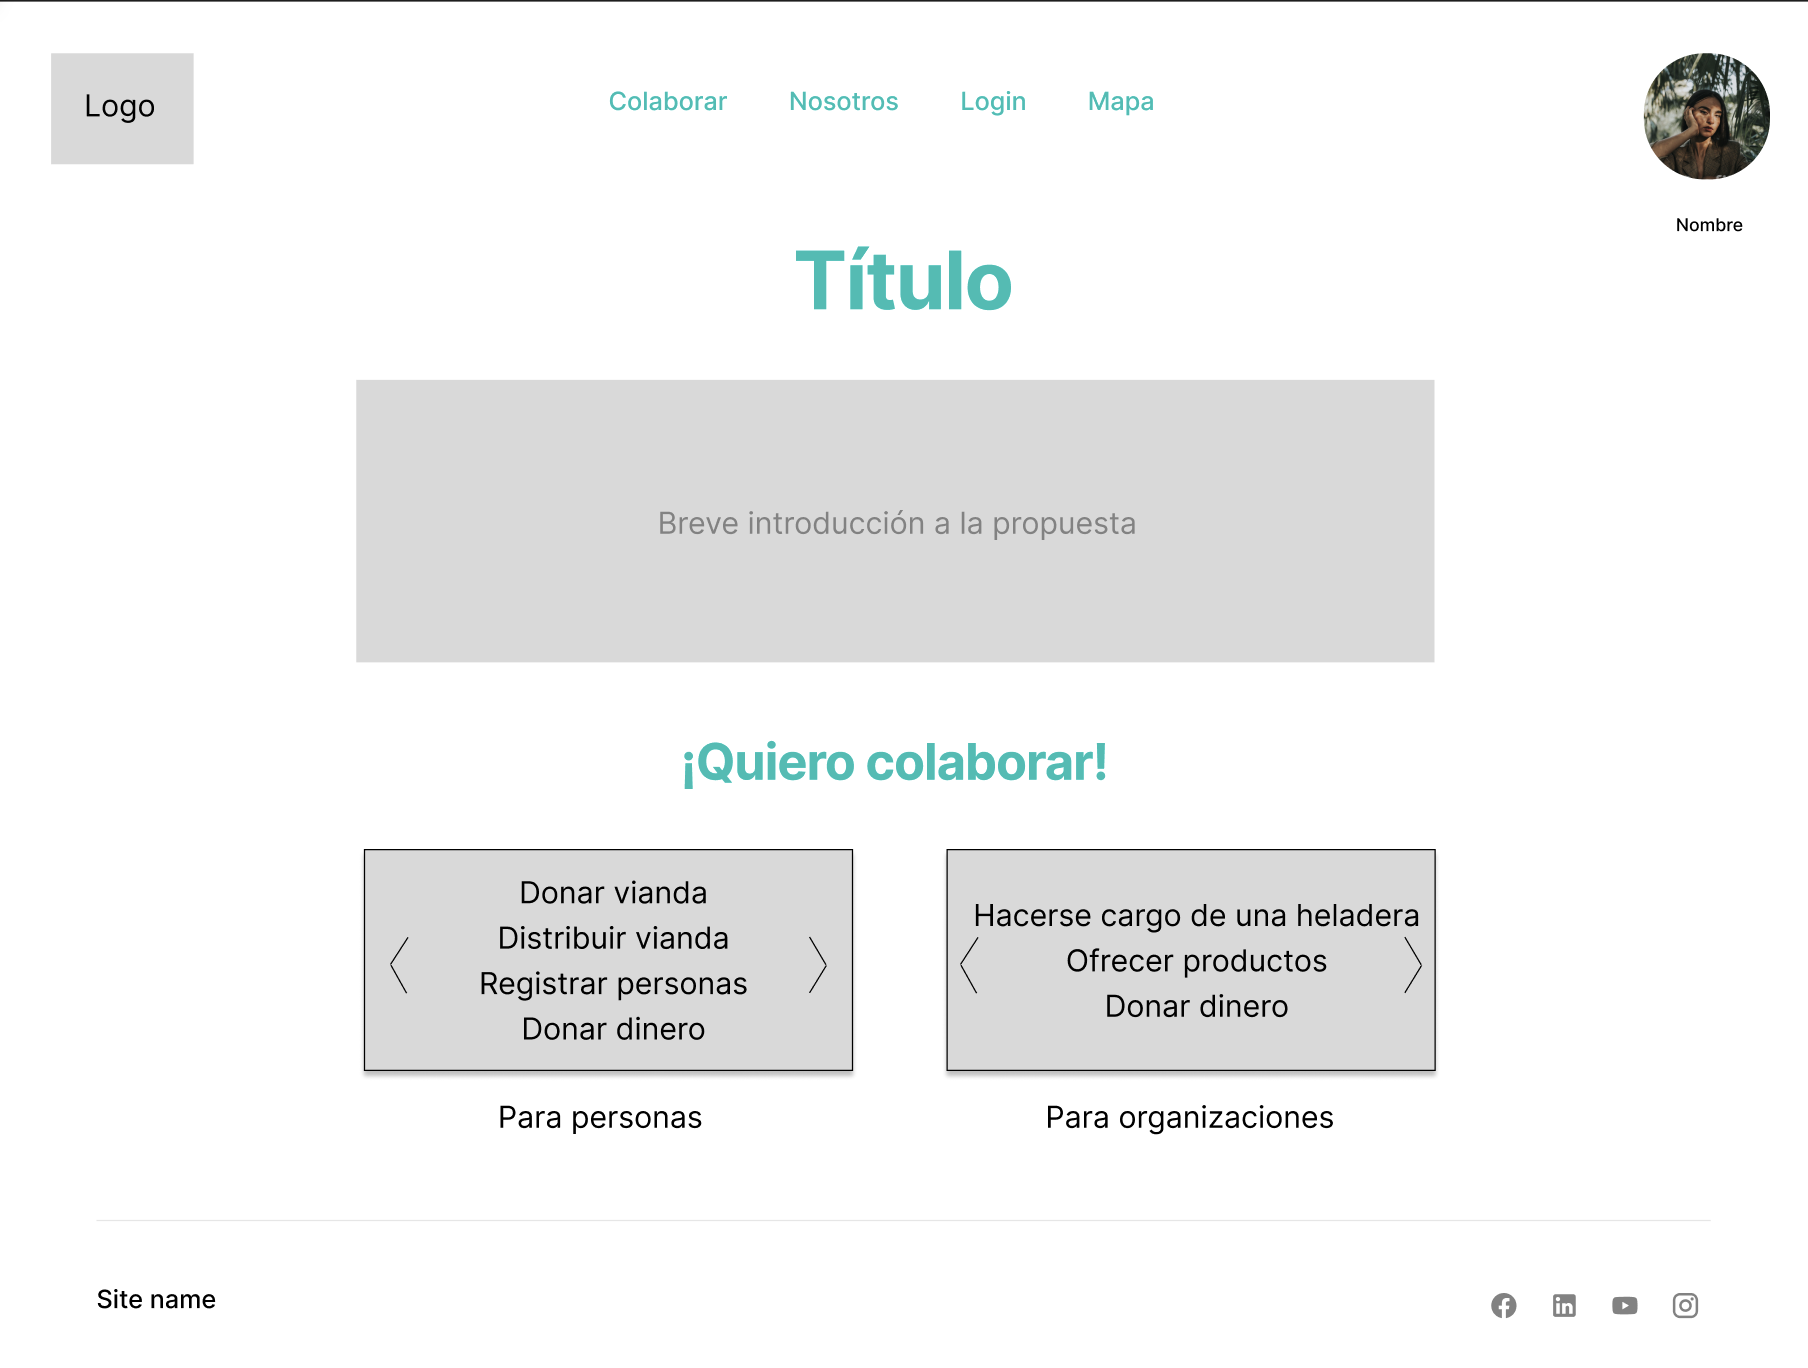 Logo
Colaborar Nosotros Login Mapa
Nombre
Título
Breve introducción a la propuesta
¡Quiero colaborar!
Donar vianda
Distribuir vianda
Registrar personas
Donar dinero
Para personas
Hacerse cargo de una heladera
Ofrecer productos
Donar dinero
Para organizaciones
Site name